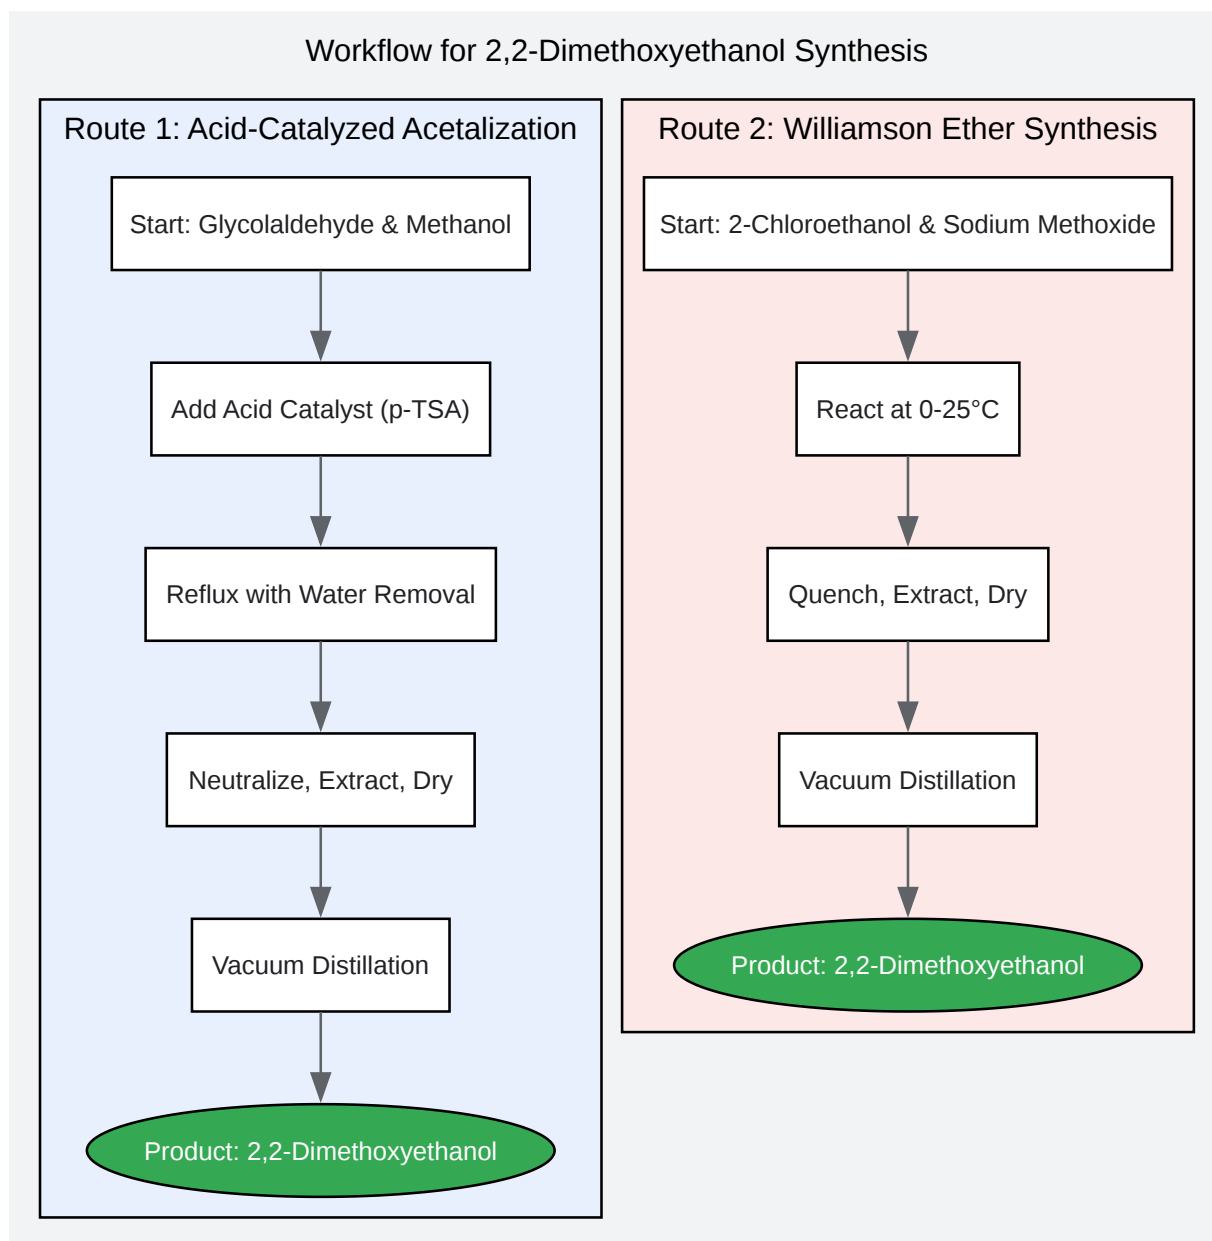 Workflow for 2,2-Dimethoxyethanol Synthesis
Route 1: Acid-Catalyzed Acetalization
Start: Glycolaldehyde & Methanol
Add Acid Catalyst (p-TSA)
Reflux with Water Removal
Neutralize, Extract, Dry
Vacuum Distillation
Product: 2,2-Dimethoxyethanol
Route 2: Williamson Ether Synthesis
Start: 2-Chloroethanol & Sodium Methoxide
React at 0-25°C
Quench, Extract, Dry
Vacuum Distillation
Product: 2,2-Dimethoxyethanol